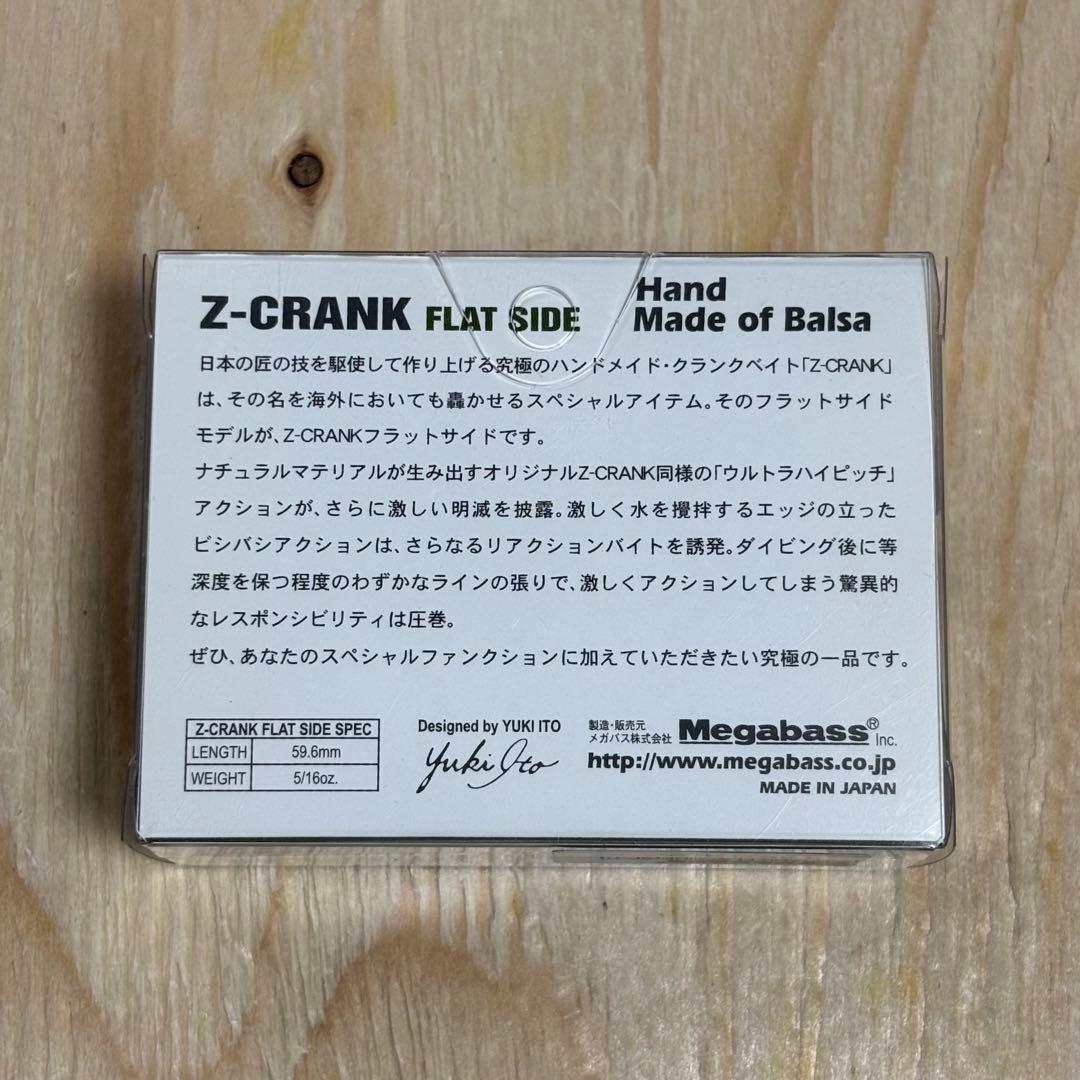 Z-CRANK FLAT SIDE
Hand
Made of Balsa
日本の匠の技を駆使して作り上げる究極のハンドメイド・クランクベイト「Z-CRANK」
は、その名を海外においても轟かせるスペシャルアイテム。そのフラットサイド
モデルが、Z-CRANKフラットサイドです。
ナチュラルマテリアルが生み出すオリジナルZ-CRANK同様の「ウルトラハイピッチ」
アクションが、さらに激しい明滅を披露。激しく水を攪拌するエッジの立った
ビシバシアクションは、さらなるリアクションバイトを誘発。ダイビング後に等
深度を保つ程度のわずかなラインの張りで、激しくアクションしてしまう驚異的
なレスポンシビリティは圧巻。
ぜひ、あなたのスペシャルファンクションに加えていただきたい究極の一品です。
Z-CRANK FLAT SIDE SPEC
LENGTH 59.6mm
WEIGHT 5/16oz.
Designed by YUKI ITO
Yuki Ito
製造・販売元
メガバス株式会社
Megabass® Inc.
http://www.megabass.co.jp
MADE IN JAPAN